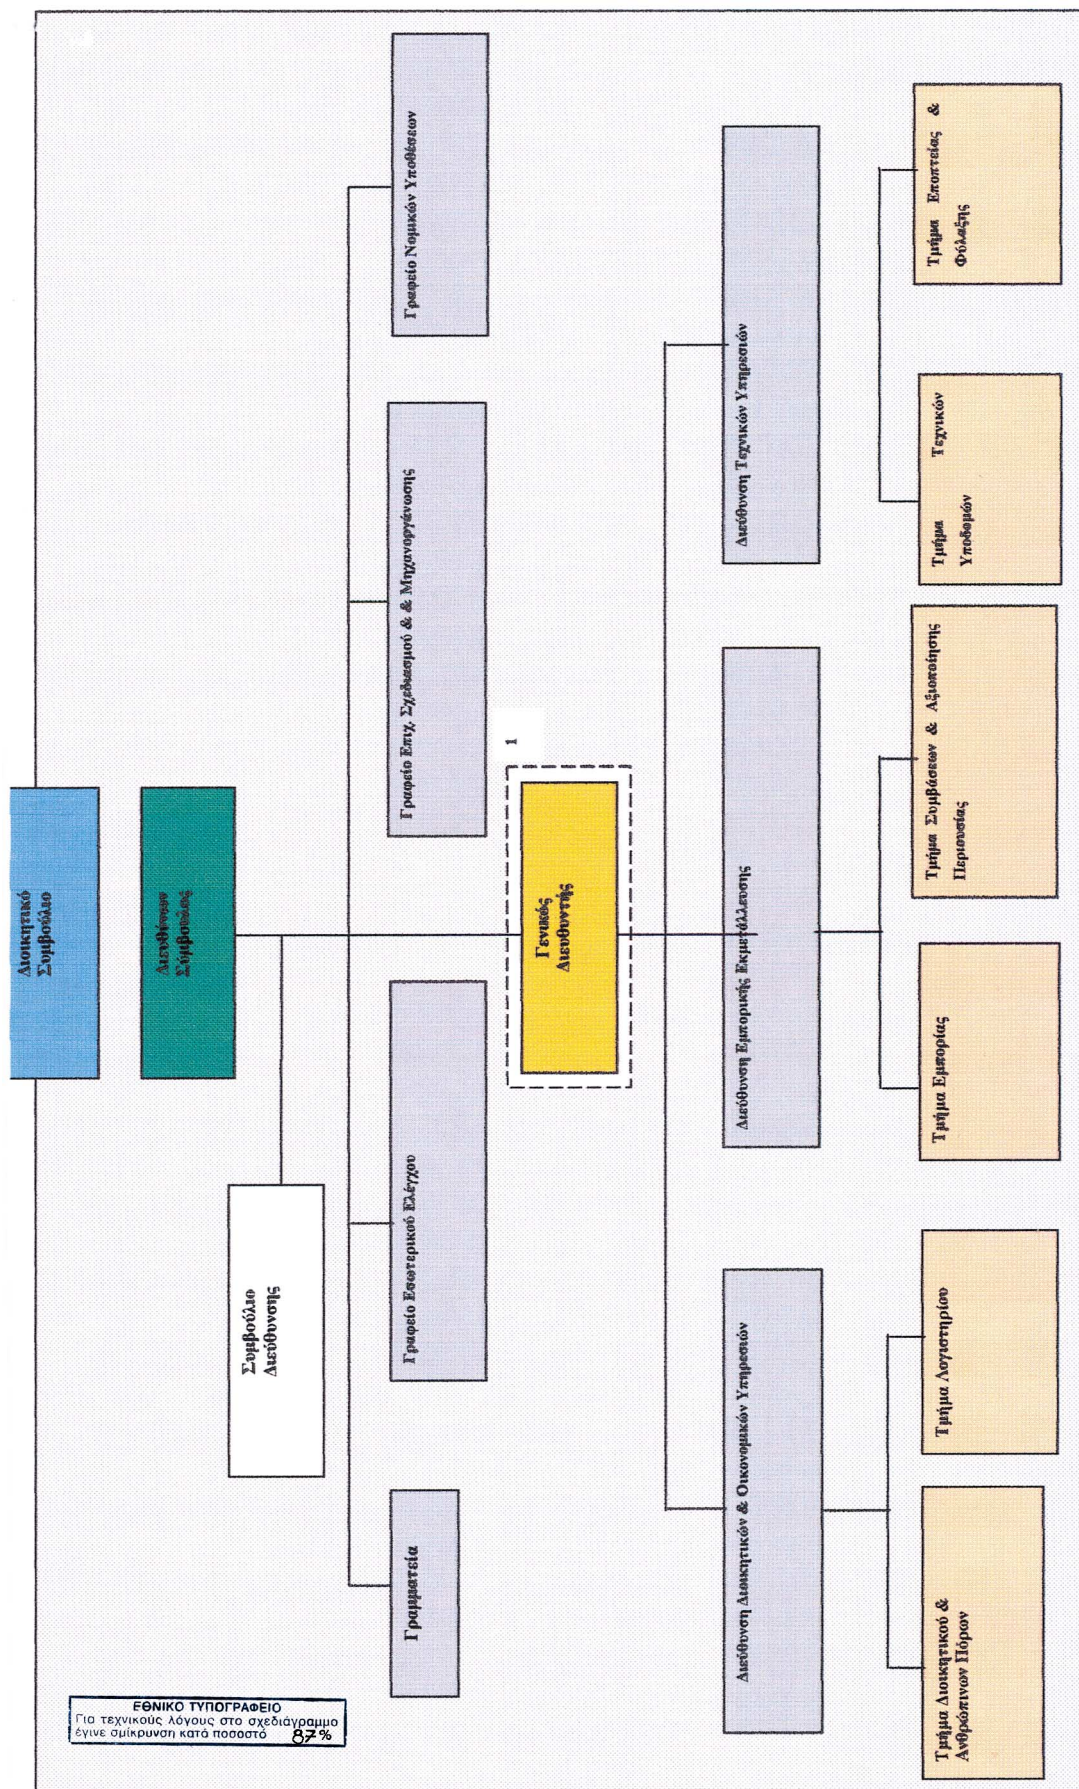 Διοικητικό
Συμβούλιο
Διευθύνων
Σύμβουλος
Συμβούλιο
Διεύθυνσης
Γραμματεία
Γραφείο Εσωτερικού Ελέγχου
Γραφείο Επιχ. Σχεδιασμού & & Μηχανοργάνωσης
Γραφείο Νομικών Υποθέσεων
1
Γενικός
Διευθυντής
Διεύθυνση Διοικητικών & Οικονομικών Υπηρεσιών
Διεύθυνση Εμπορικής Εκμετάλλευσης
Διεύθυνση Τεχνικών Υπηρεσιών
Τμήμα Διοικητικού &
Ανθρώπινων Πόρων
Τμήμα Λογιστηρίου
Τμήμα Εμπορίας
Τμήμα Συμβάσεων & Αξιοποίησης
Περιουσίας
Τμήμα Τεχνικών
Υποδομών
Τμήμα Εποπτείας &
Φύλαξης
ΕΘΝΙΚΟ ΤΥΠΟΓΡΑΦΕΙΟ
Για τεχνικούς λόγους στο σχεδιάγραμμο
έγινε σμίκρυνση κατά ποσοστό 87%